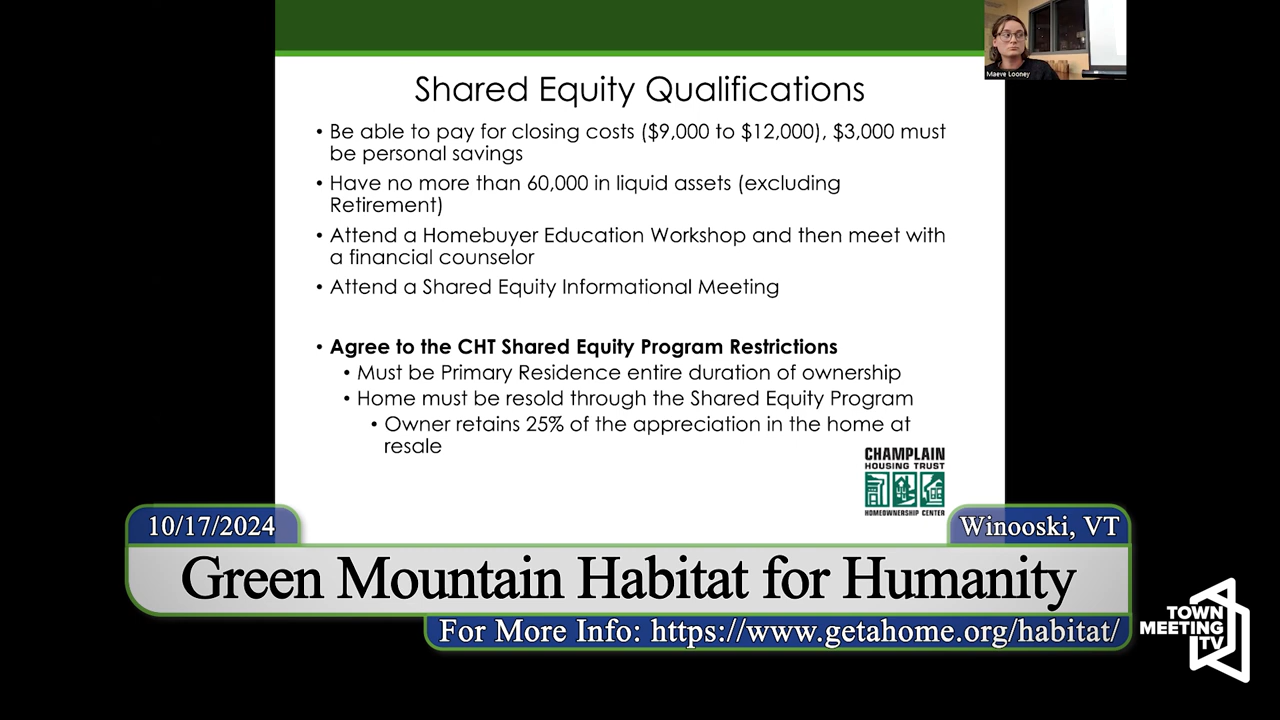 Maeve Looney
Shared Equity Qualifications
• Be able to pay for closing costs ($9,000 to $12,000), $3,000 must
be personal savings
• Have no more than 60,000 in liquid assets (excluding
Retirement)
• Attend a Homebuyer Education Workshop and then meet with
a financial counselor
• Attend a Shared Equity Informational Meeting
• Agree to the CHT Shared Equity Program Restrictions
• Must be Primary Residence entire duration of ownership
• Home must be resold through the Shared Equity Program
• Owner retains 25% of the appreciation in the home at
resale
CHAMPLAIN
HOUSING TRUST
HOMEOWNERSHIP CENTER
10/17/2024
Winooski, VT
Green Mountain Habitat for Humanity
For More Info: https://www.getahome.org/habitat/
TOWN
MEETING
TV